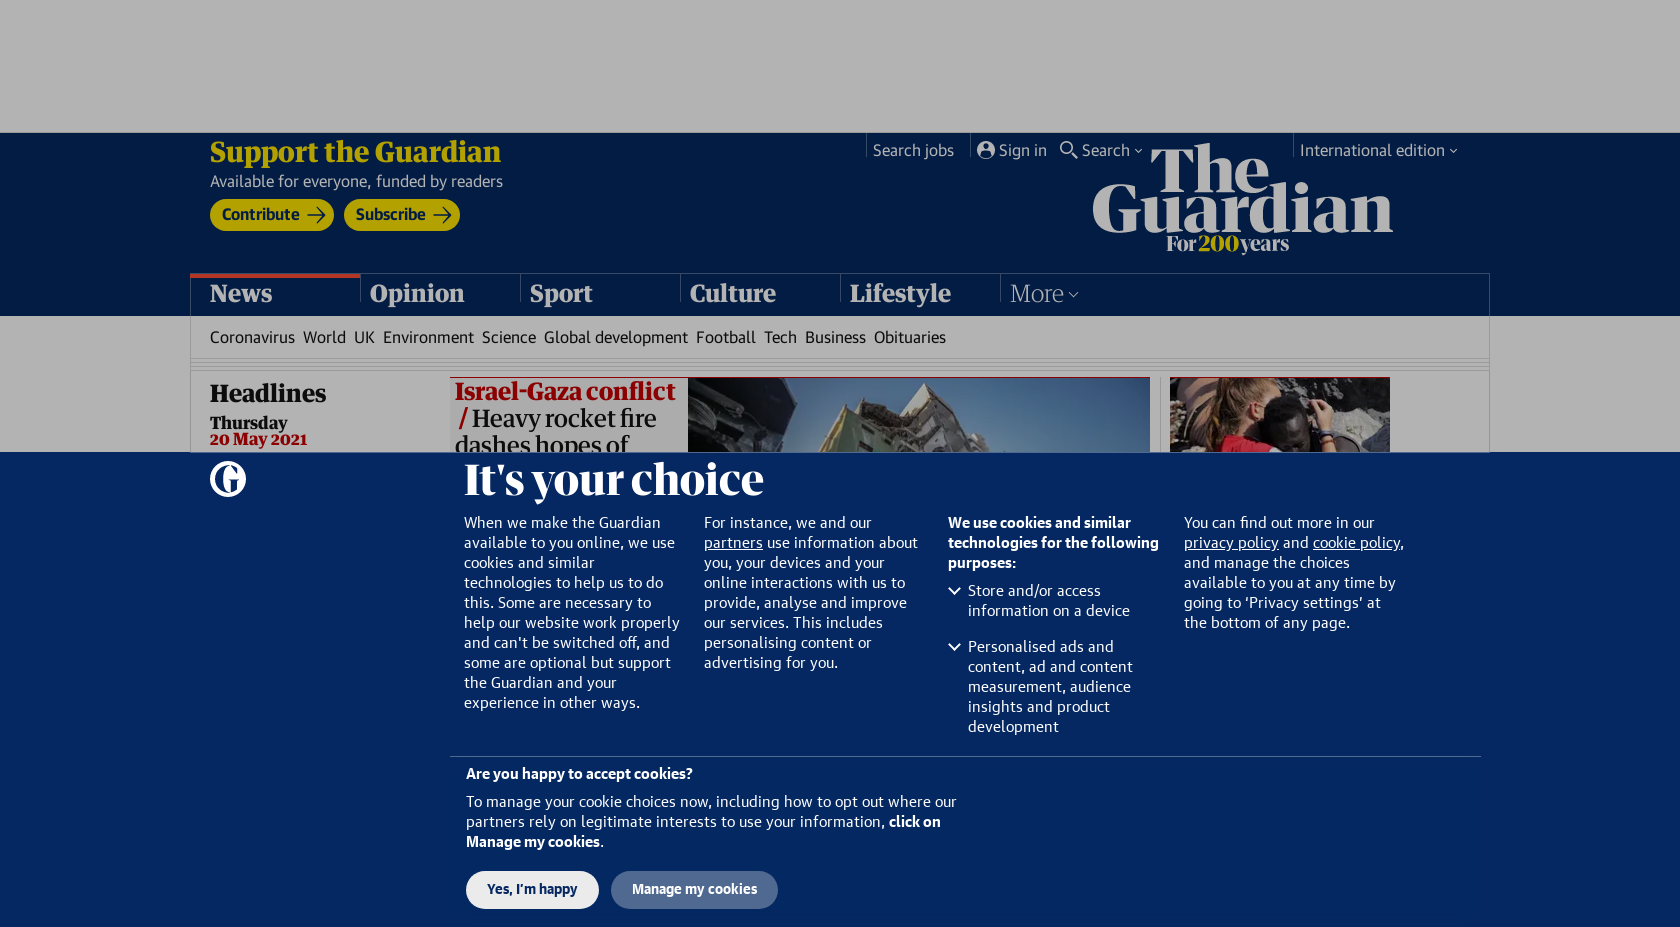 Support the Guardian
Available for everyone, funded by readers
Contribute
Subscribe
Search jobs
Sign in
Search
International edition
The
Guardian
For 200 years
News
Opinion
Sport
Culture
Lifestyle
More
Coronavirus World UK Environment Science Global development Football Tech Business Obituaries
Headlines
Thursday
20 May 2021
Israel-Gaza conflict
/ Heavy rocket fire
dashes hopes of
It's your choice
When we make the Guardian
available to you online, we use
cookies and similar
technologies to help us to do
this. Some are necessary to
help our website work properly
and can't be switched off, and
some are optional but support
the Guardian and your
experience in other ways.
For instance, we and our
partners use information about
you, your devices and your
online interactions with us to
provide, analyse and improve
our services. This includes
personalising content or
advertising for you.
We use cookies and similar
technologies for the following
purposes:
Store and/or access
information on a device
Personalised ads and
content, ad and content
measurement, audience
insights and product
development
You can find out more in our
privacy policy and cookie policy,
and manage the choices
available to you at any time by
going to ‘Privacy settings’ at
the bottom of any page.
Are you happy to accept cookies?
To manage your cookie choices now, including how to opt out where our
partners rely on legitimate interests to use your information, click on
Manage my cookies.
Yes, I’m happy
Manage my cookies